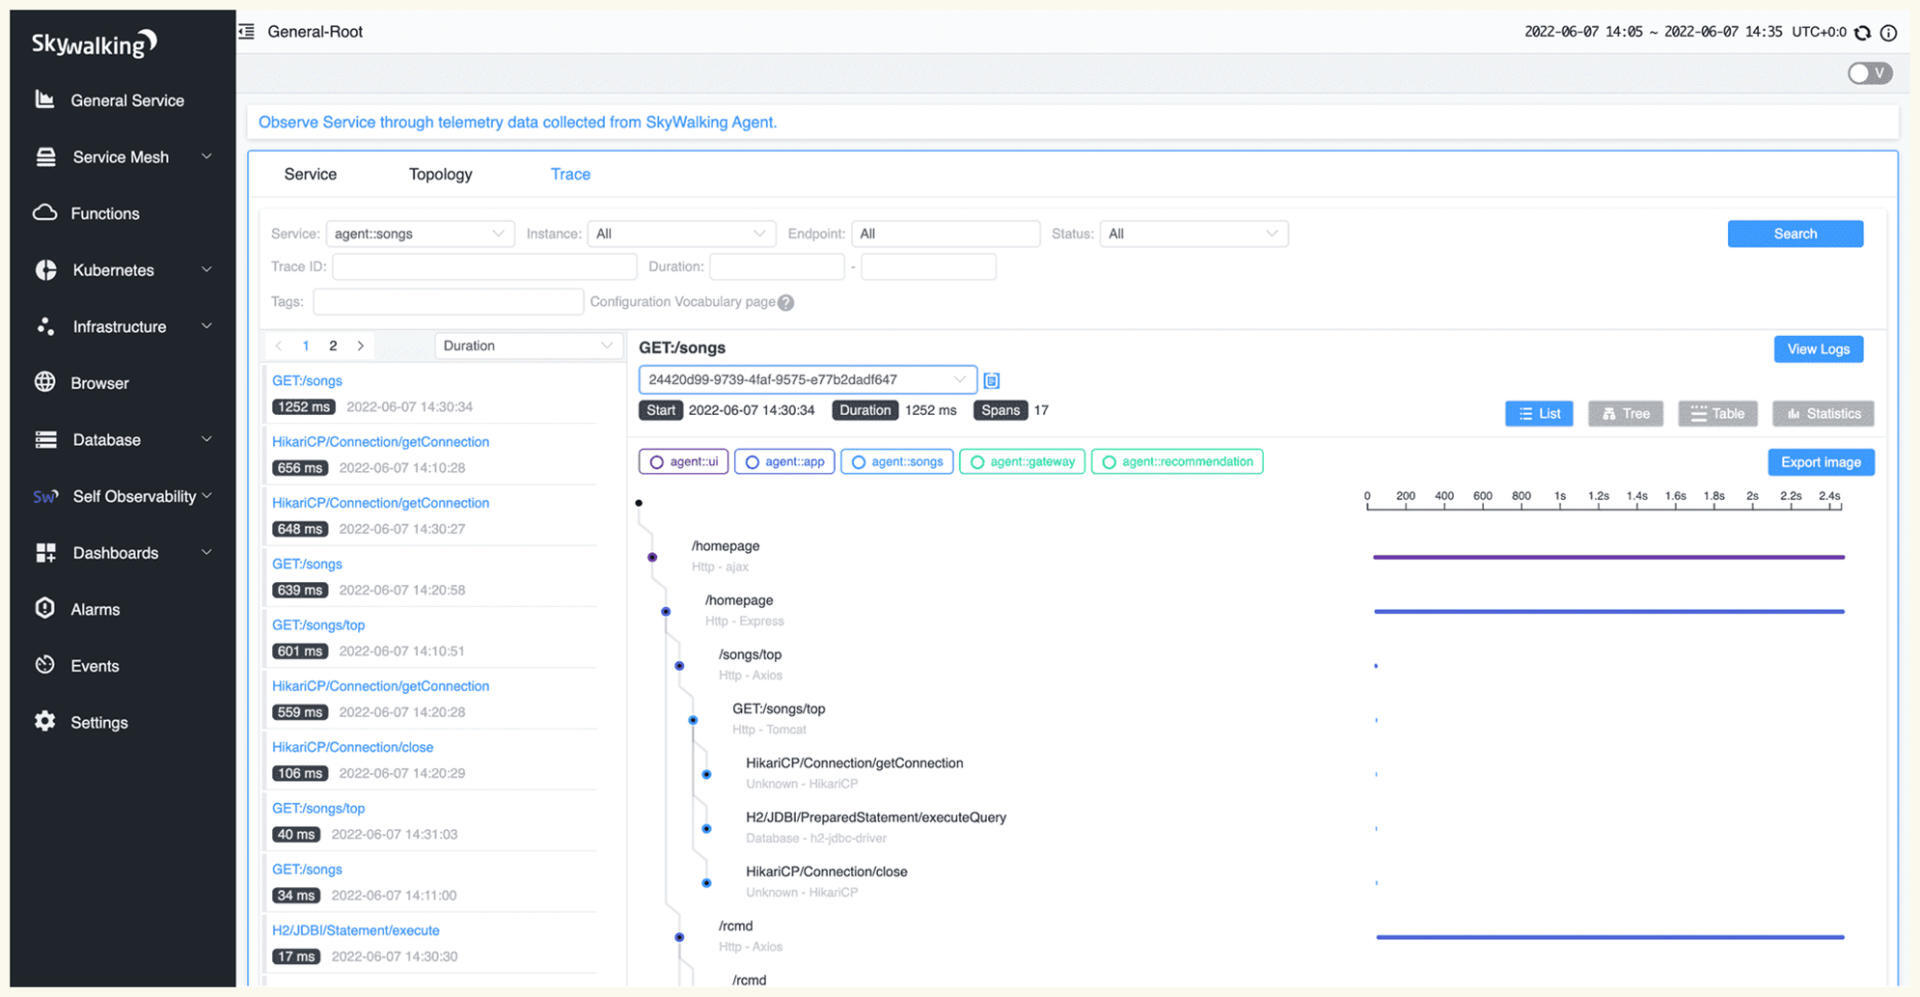 Skywalking
General Service
Service Mesh
Functions
Kubernetes
Infrastructure
Browser
Database
Sw Self Observability
Dashboards
Alarms
Events
Settings
General-Root
2022-06-07 14:05 ~ 2022-06-07 14:35 UTC+0:0
V
Observe Service through telemetry data collected from SkyWalking Agent.
Service Topology Trace
Service: agent::songs Instance: All Endpoint: All Status: All Search
Trace ID: Duration: -
Tags: Configuration Vocabulary page ?
< 1 2 > Duration
GET:/songs
1252 ms 2022-06-07 14:30:34
HikariCP/Connection/getConnection
656 ms 2022-06-07 14:10:28
HikariCP/Connection/getConnection
648 ms 2022-06-07 14:30:27
GET:/songs
639 ms 2022-06-07 14:20:58
GET:/songs/top
601 ms 2022-06-07 14:10:51
HikariCP/Connection/getConnection
559 ms 2022-06-07 14:20:28
HikariCP/Connection/close
106 ms 2022-06-07 14:20:29
GET:/songs/top
40 ms 2022-06-07 14:31:03
GET:/songs
34 ms 2022-06-07 14:11:00
H2/JDBI/Statement/execute
17 ms 2022-06-07 14:30:30
GET:/songs
View Logs
24420d99-9739-4faf-9575-e77b2dadf647
Start 2022-06-07 14:30:34 Duration 1252 ms Spans 17
List Tree Table Statistics
agent::ui agent::app agent::songs agent::gateway agent::recommendation
Export image
0 200 400 600 800 1s 1.2s 1.4s 1.6s 1.8s 2s 2.2s 2.4s
/homepage
Http - ajax
/homepage
Http - Express
/songs/top
Http - Axios
GET:/songs/top
Http - Tomcat
HikariCP/Connection/getConnection
Unknown - HikariCP
H2/JDBI/PreparedStatement/executeQuery
Database - h2-jdbc-driver
HikariCP/Connection/close
Unknown - HikariCP
/rcmd
Http - Axios
/rcmd